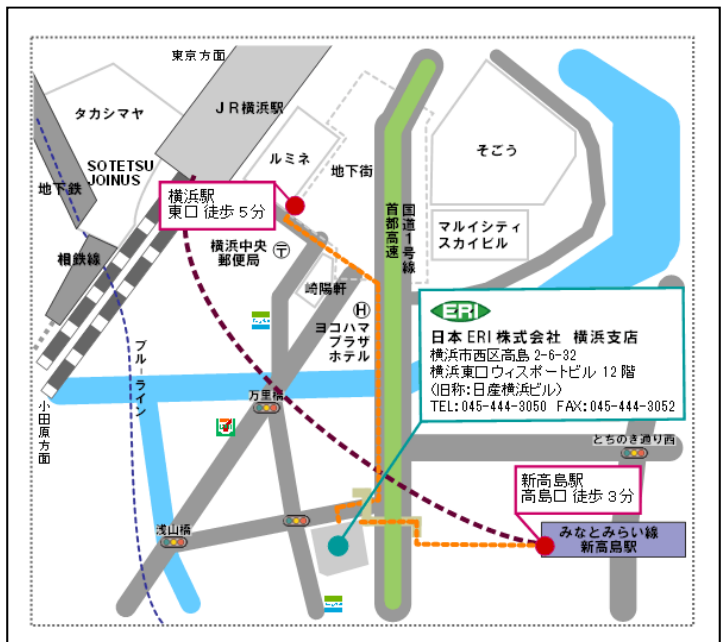 東京方面
JR横浜駅
タカシマヤ
SOTETSU
JOINUS
ルミネ
地下街
そごう
地下鉄
横浜駅
東口 徒歩5分
国道1号線
首都高速
マルイシティ
スカイビル
横浜中央
郵便局
〒
相鉄線
崎陽軒
H
ヨコハマ
プラザ
ホテル
ERI
日本ERI株式会社 横浜支店
横浜市西区高島 2-6-32
横浜東口ウィスポートビル 12階
(旧称:日産横浜ビル)
TEL:045-444-3050 FAX:045-444-3052
ブルーライン
小田原方面
万里橋
とちのき通り西
新高島駅
高島口 徒歩3分
浅山橋
みなとみらい線
新高島駅